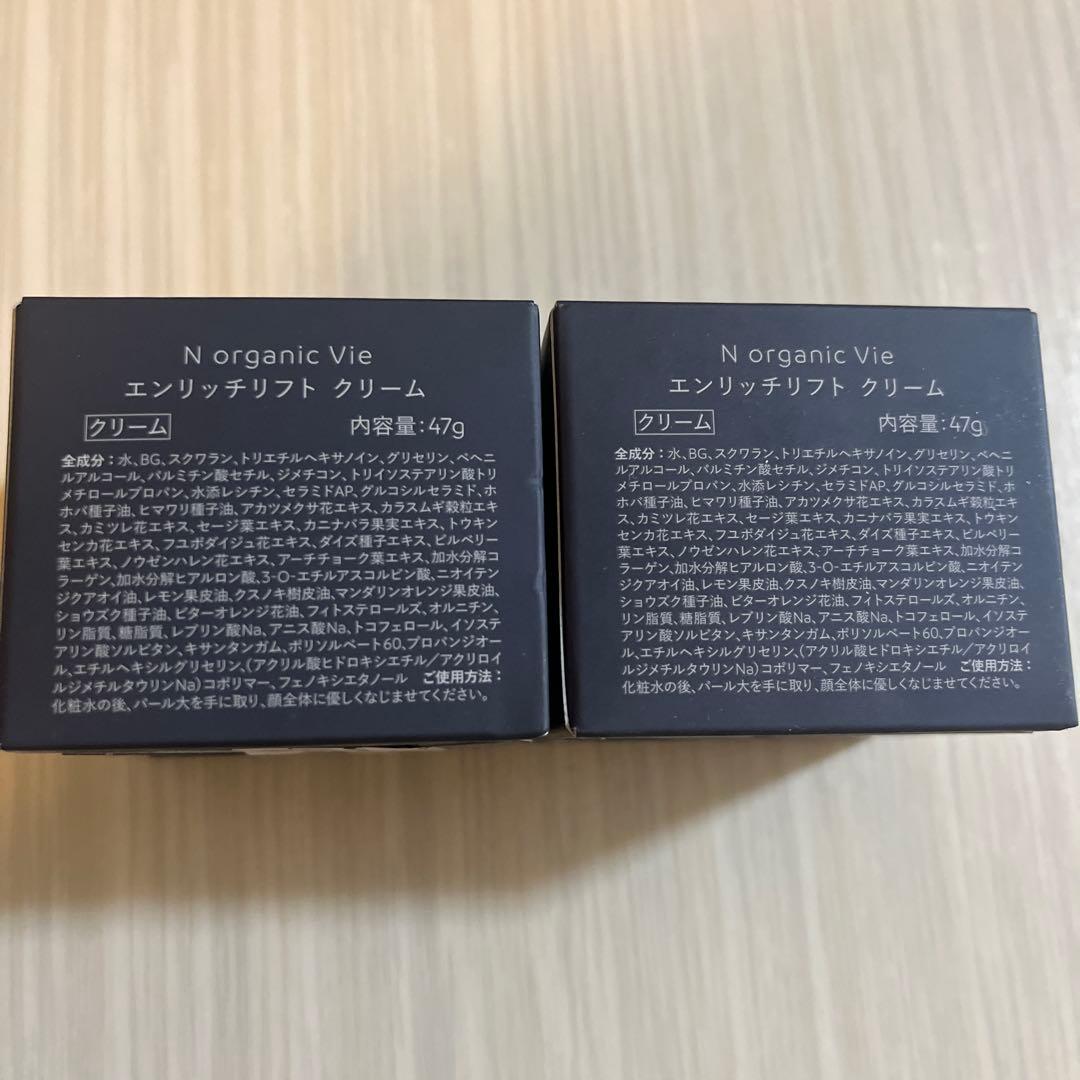 N organic Vie
エンリッチリフト クリーム
クリーム 内容量:47g
全成分:水、BG、スクワラン、トリエチルヘキサノイン、グリセリン、ベヘニ
ルアルコール、パルミチン酸セチル、ジメチコン、トリイソステアリン酸トリ
メチロールプロパン、水添レシチン、セラミドAP、グルコシルセラミド、ホ
ホバ種子油、ヒマワリ種子油、アカツメクサ花エキス、カラスムギ穀粒エキ
ス、カミツレ花エキス、セージ葉エキス、カニナバラ果実エキス、トウキン
センカ花エキス、フユボダイジュ花エキス、ダイズ種子エキス、ビルベリー
葉エキス、ノウゼンハレン花エキス、アーチチョーク葉エキス、加水分解コ
ラーゲン、加水分解ヒアルロン酸、3-O-エチルアスコルビン酸、ニオイテン
ジクアオイ油、レモン果皮油、クスノキ樹皮油、マンダリンオレンジ果皮油、
ショウズク種子油、ビターオレンジ花油、フィトステロールズ、オルニチン、
リン脂質、糖脂質、レブリン酸Na、アニス酸Na、トコフェロール、イソステ
アリン酸ソルビタン、キサンタンガム、ポリソルベート60、プロパンジオー
ル、エチルヘキシルグリセリン、(アクリル酸ヒドロキシエチル/アクリロイ
ルジメチルタウリンNa)コポリマー、フェノキシエタノール ご使用方法:
化粧水の後、パール大を手に取り、顔全体に優しくなじませてください。
N organic Vie
エンリッチリフト クリーム
クリーム 内容量:47g
全成分:水、BG、スクワラン、トリエチルヘキサノイン、グリセリン、ベヘニ
ルアルコール、パルミチン酸セチル、ジメチコン、トリイソステアリン酸トリ
メチロールプロパン、水添レシチン、セラミドAP、グルコシルセラミド、ホ
ホバ種子油、ヒマワリ種子油、アカツメクサ花エキス、カラスムギ穀粒エキ
ス、カミツレ花エキス、セージ葉エキス、カニナバラ果実エキス、トウキン
センカ花エキス、フユボダイジュ花エキス、ダイズ種子エキス、ビルベリー
葉エキス、ノウゼンハレン花エキス、アーチチョーク葉エキス、加水分解コ
ラーゲン、加水分解ヒアルロン酸、3-O-エチルアスコルビン酸、ニオイテン
ジクアオイ油、レモン果皮油、クスノキ樹皮油、マンダリンオレンジ果皮油、
ショウズク種子油、ビターオレンジ花油、フィトステロールズ、オルニチン、
リン脂質、糖脂質、レブリン酸Na、アニス酸Na、トコフェロール、イソステ
アリン酸ソルビタン、キサンタンガム、ポリソルベート60、プロパンジオー
ル、エチルヘキシルグリセリン、(アクリル酸ヒドロキシエチル/アクリロイ
ルジメチルタウリンNa)コポリマー、フェノキシエタノール ご使用方法:
化粧水の後、パール大を手に取り、顔全体に優しくなじませてください。